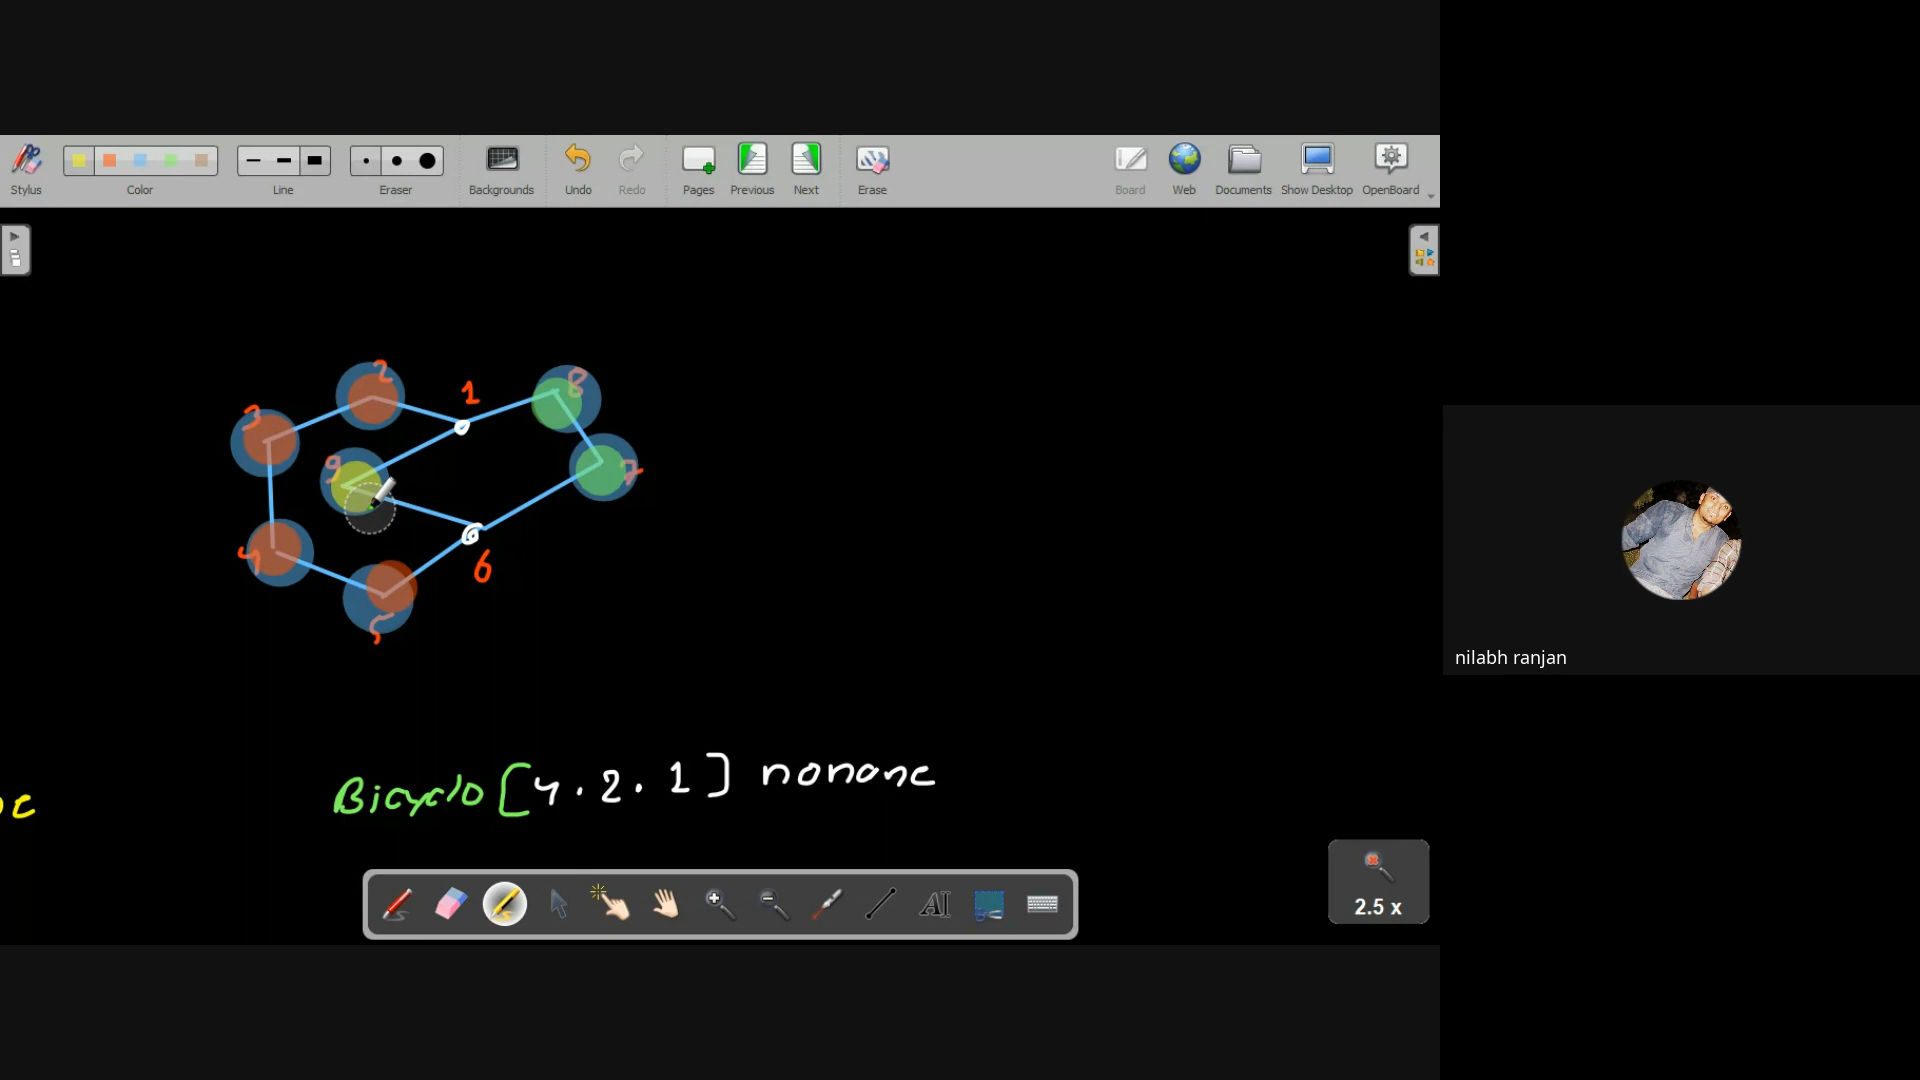 Stylus Color Line Eraser Backgrounds Undo Redo Pages Previous Next Erase Board Web Documents Show Desktop OpenBoard
2 1 8
3
9 7
4 6
5
Bicyclo [4.2.1] nonane
AI
2.5 x
nilabh ranjan